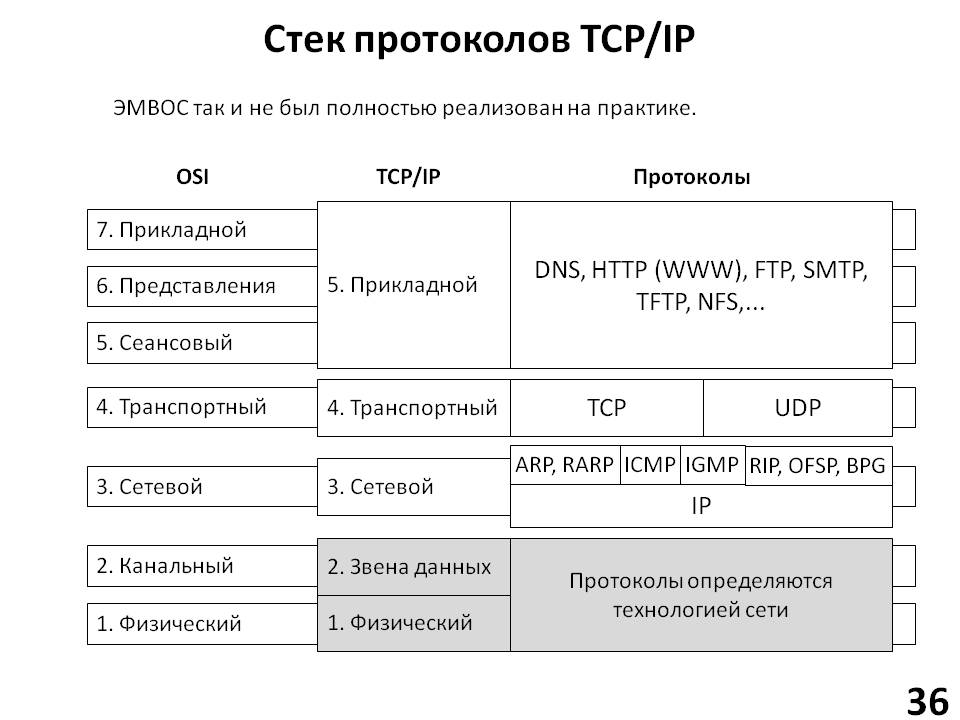 Стек протоколов TCP/IP
ЭМВОС так и не был полностью реализован на практике.
OSI
TCP/IP
Протоколы
7. Прикладной
6. Представления
5. Сеансовый
5. Прикладной
DNS, HTTP (WWW), FTP, SMTP,
TFTP, NFS,...
4. Транспортный
4. Транспортный
TCP
UDP
3. Сетевой
3. Сетевой
ARP, RARP
ICMP
IGMP
RIP, OFSP, BPG
IP
2. Канальный
2. Звена данных
1. Физический
1. Физический
Протоколы определяются
технологией сети
36